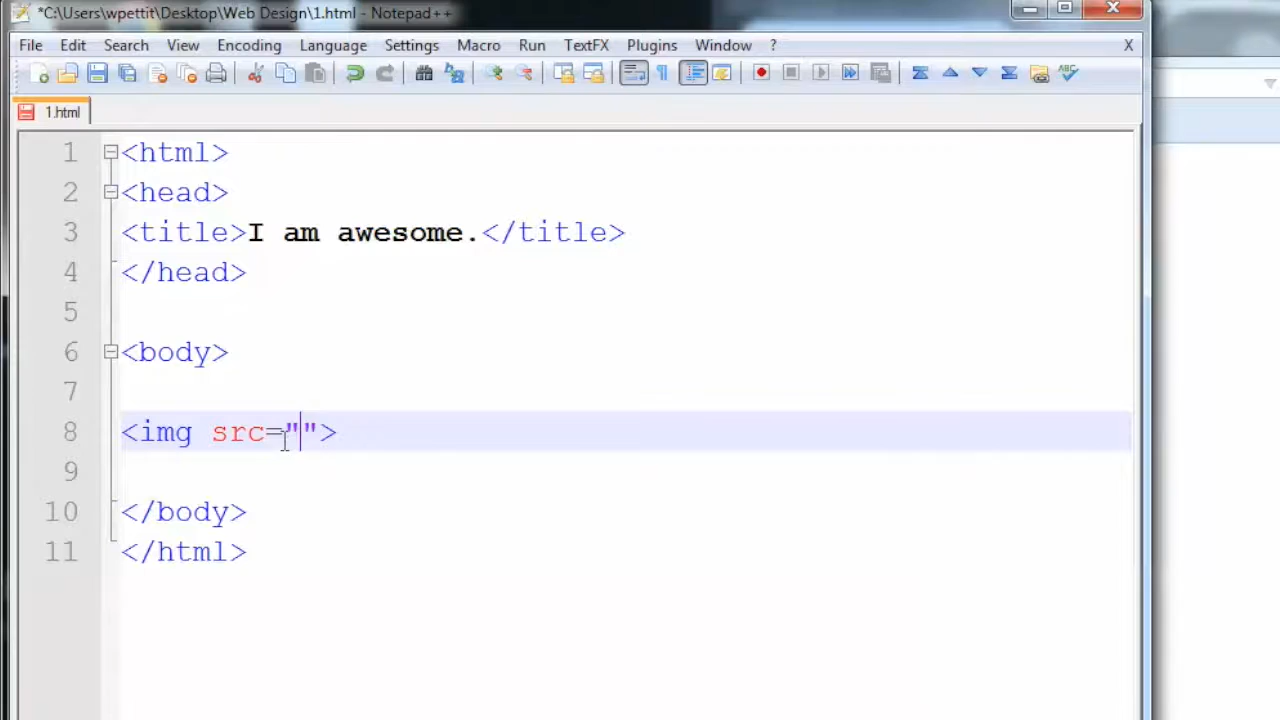 *C:\Users\wpettit\Desktop\Web Design\1.html - Notepad++
File Edit Search View Encoding Language Settings Macro Run TextFX Plugins Window ? X
1.html
1 <html>
2 <head>
3 <title>I am awesome.</title>
4 </head>
5
6 <body>
7
8 <img src="">
9
10 </body>
11 </html>